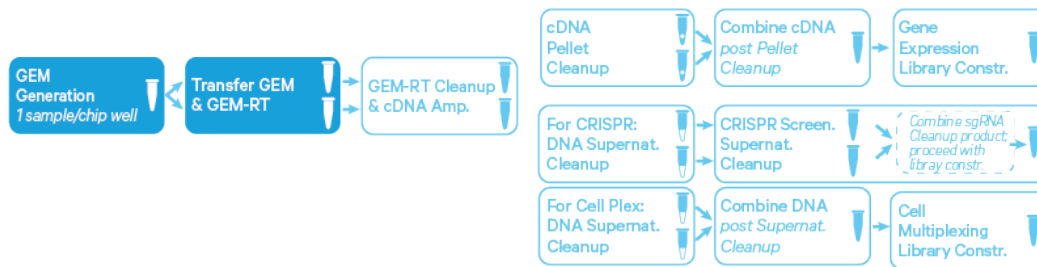 GEM
Generation
1 sample/chip well
Transfer GEM
& GEM-RT
GEM-RT Cleanup
& cDNA Amp.
cDNA
Pellet
Cleanup
Combine cDNA
post Pellet
Cleanup
Gene
Expression
Library Constr.
For CRISPR:
DNA Supernat.
Cleanup
CRISPR Screen.
Supernat.
Cleanup
Combine sgRNA
Cleanup product;
proceed with
libray constr.
For Cell Plex:
DNA Supernat.
Cleanup
Combine DNA
post Supernat.
Cleanup
Cell
Multiplexing
Library Constr.